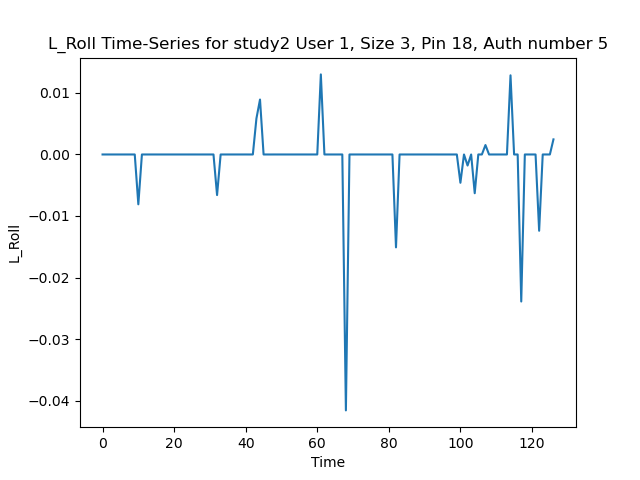 L_Roll Time-Series for study2 User 1, Size 3, Pin 18, Auth number 5
0.01
0.00
−0.01
−0.02
−0.03
−0.04
L_Roll
0 20 40 60 80 100 120
Time